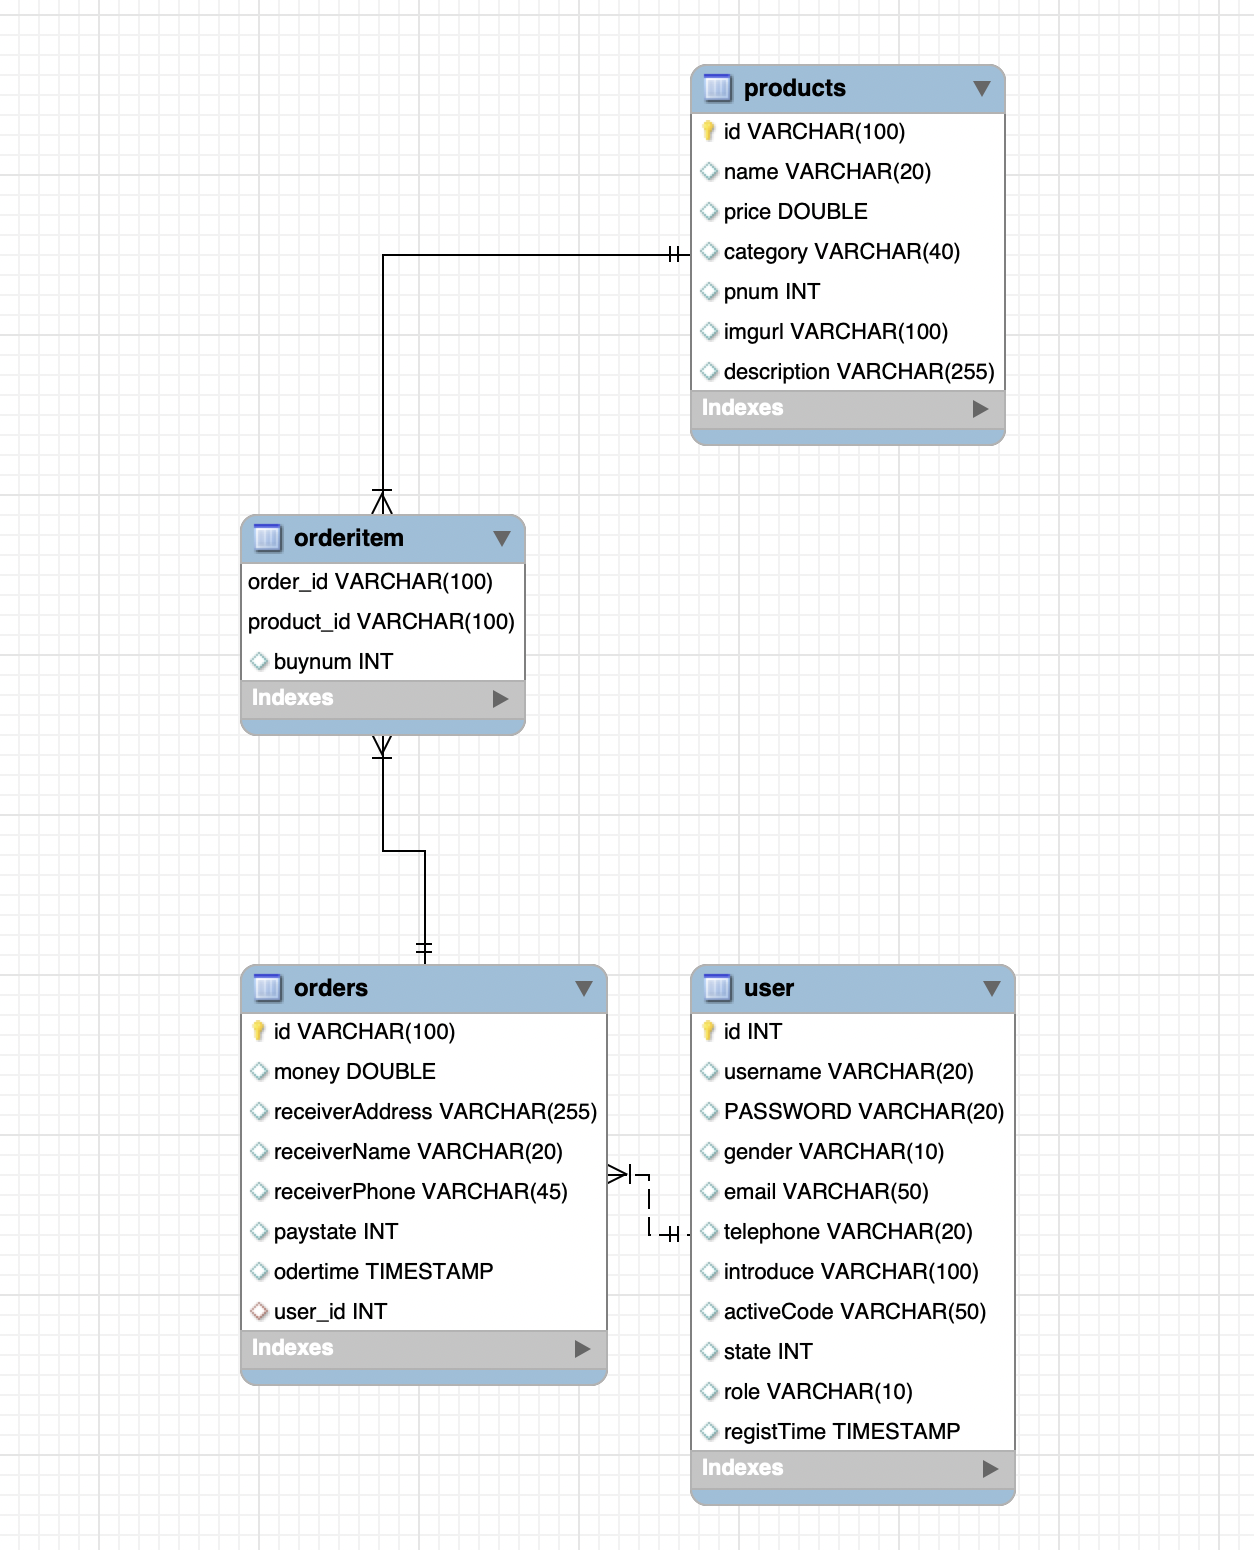 products
id VARCHAR(100)
name VARCHAR(20)
price DOUBLE
category VARCHAR(40)
pnum INT
imgurl VARCHAR(100)
description VARCHAR(255)
Indexes
orderitem
order_id VARCHAR(100)
product_id VARCHAR(100)
buynum INT
Indexes
orders
id VARCHAR(100)
money DOUBLE
receiverAddress VARCHAR(255)
receiverName VARCHAR(20)
receiverPhone VARCHAR(45)
paystate INT
odertime TIMESTAMP
user_id INT
Indexes
user
id INT
username VARCHAR(20)
PASSWORD VARCHAR(20)
gender VARCHAR(10)
email VARCHAR(50)
telephone VARCHAR(20)
introduce VARCHAR(100)
activeCode VARCHAR(50)
state INT
role VARCHAR(10)
registTime TIMESTAMP
Indexes